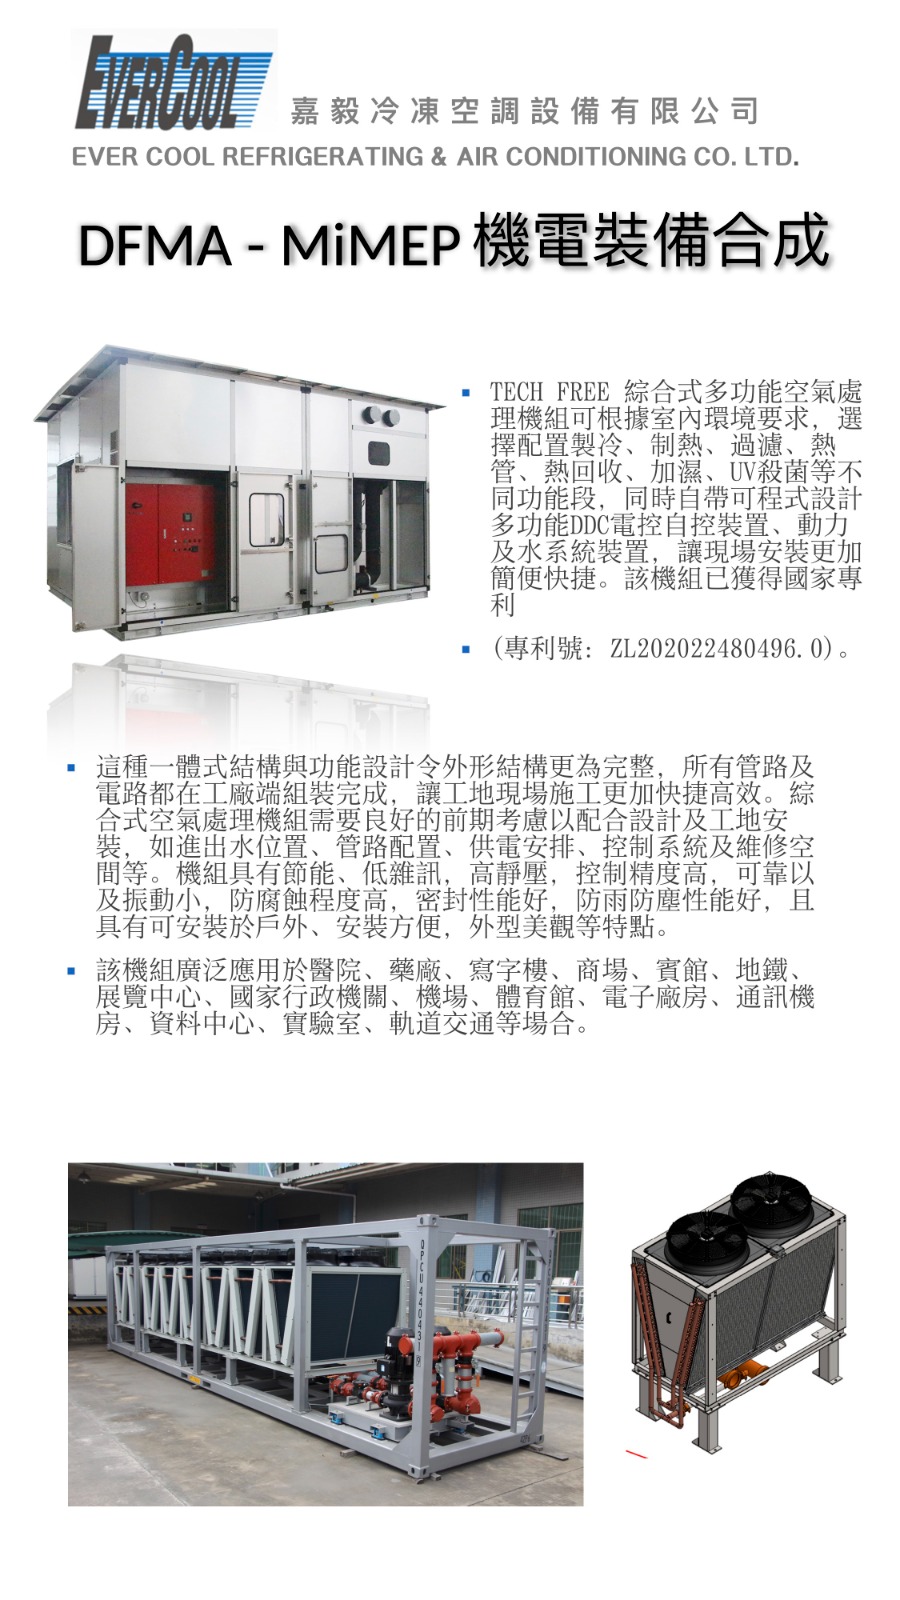 EVERCOOL
嘉毅冷凍空調設備有限公司
EVER COOL REFRIGERATING & AIR CONDITIONING CO. LTD.
DFMA - MiMEP 機電裝備合成
▪ TECH FREE 綜合式多功能空氣處
理機組可根據室內環境要求，選
擇配置製冷、制熱、過濾、熱
管、熱回收、加濕、UV殺菌等不
同功能段，同時自帶可程式設計
多功能DDC電控自控裝置、動力
及水系統裝置，讓現場安裝更加
簡便快捷。該機組已獲得國家專
利
▪ (專利號：ZL202022480496.0)。
▪ 這種一體式結構與功能設計令外形結構更為完整，所有管路及
電路都在工廠端組裝完成，讓工地現場施工更加快捷高效。綜
合式空氣處理機組需要良好的前期考慮以配合設計及工地安
裝，如進出水位置、管路配置、供電安排、控制系統及維修空
間等。機組具有節能、低雜訊，高靜壓，控制精度高，可靠以
及振動小，防腐蝕程度高，密封性能好，防雨防塵性能好，且
具有可安裝於戶外、安裝方便，外型美觀等特點。
▪ 該機組廣泛應用於醫院、藥廠、寫字樓、商場、賓館、地鐵、
展覽中心、國家行政機關、機場、體育館、電子廠房、通訊機
房、資料中心、實驗室、軌道交通等場合。
QPCU4404319